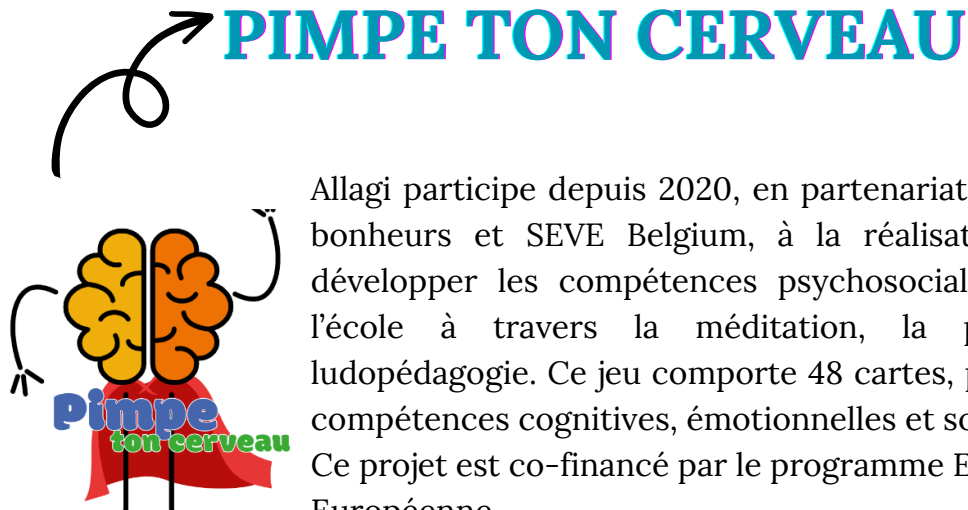 PIMPE TON CERVEAU
Allagi participe depuis 2020, en partenariat
bonheurs et SEVE Belgium, à la réalisat
développer les compétences psychosocial
l'école à travers la méditation, la p
ludopédagogie. Ce jeu comporte 48 cartes, p
compétences cognitives, émotionnelles et so
Ce projet est co-financé par le programme E
Européenne
pimpe
ton cerveau